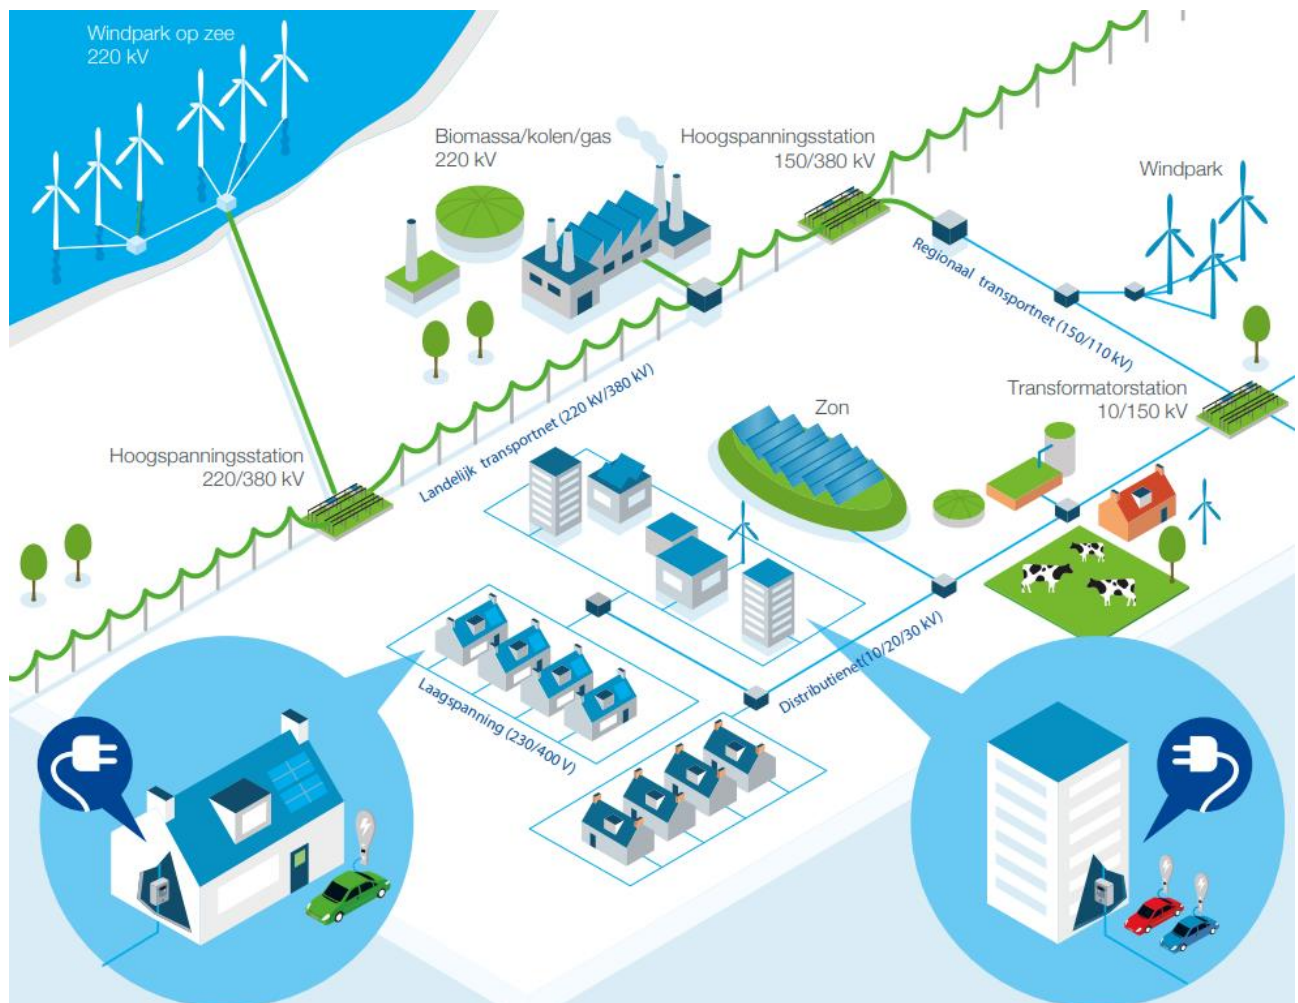 Windpark op zee
220 kV
Biomassa/kolen/gas
220 kV
Hoogspanningsstation
150/380 kV
Windpark
Regionaal transportnet (150/110 kV)
Transformatorstation
10/150 kV
Zon
Landelijk transportnet (220 kV/380 kV)
Hoogspanningsstation
220/380 kV
Distributienet(10/20/30 kV)
Laagspanning (230/400 V)